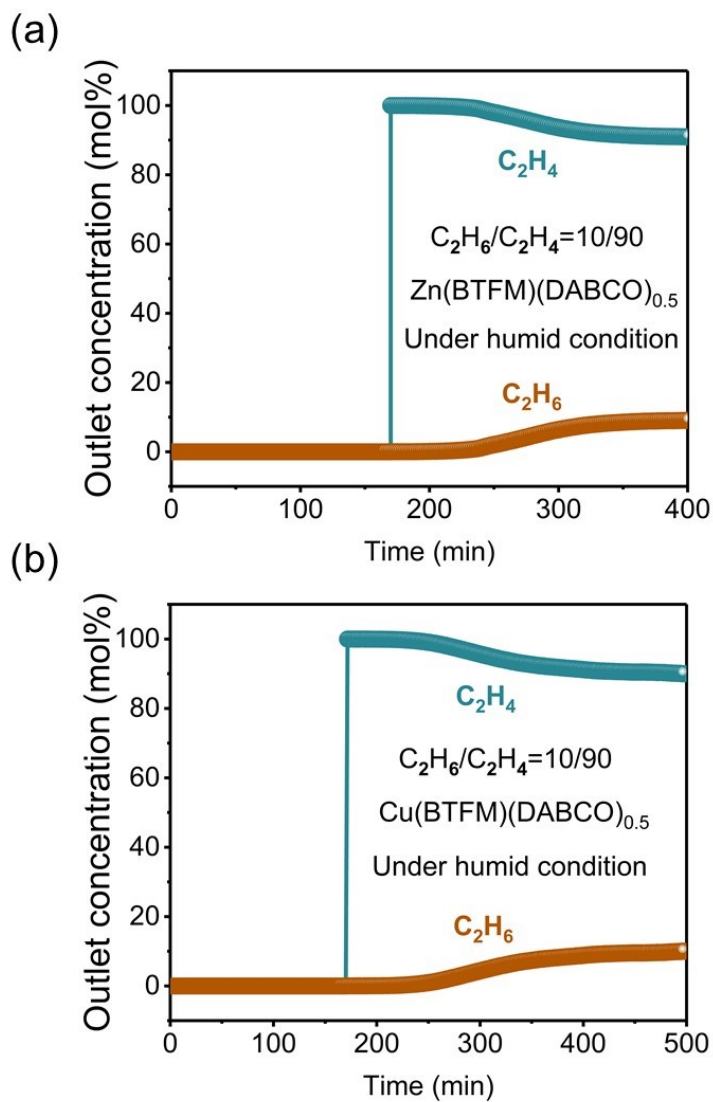 (a)
Outlet concentration (mol%)
100
80
60
40
20
0
C₂H₄
C₂H₆/C₂H₄=10/90
Zn(BTFM)(DABCO)₀.₅
Under humid condition
C₂H₆
0 100 200 300 400
Time (min)
(b)
Outlet concentration (mol%)
100
80
60
40
20
0
C₂H₄
C₂H₆/C₂H₄=10/90
Cu(BTFM)(DABCO)₀.₅
Under humid condition
C₂H₆
0 100 200 300 400 500
Time (min)